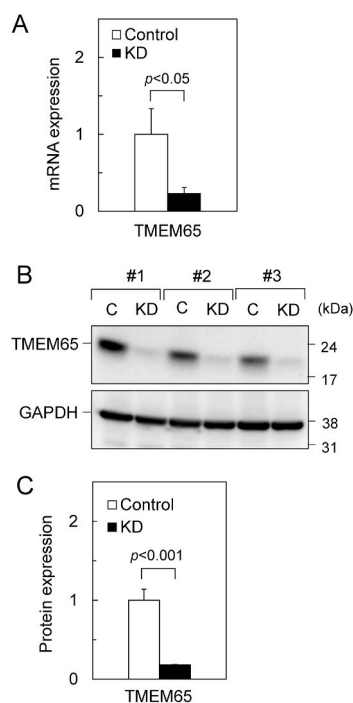 A
2
Control
KD
p<0.05
1
0
mRNA expression
TMEM65
B
#1 #2 #3
C KD C KD C KD (kDa)
TMEM65 24
17
GAPDH 38
31
C
2
Control
KD
p<0.001
1
0
Protein expression
TMEM65